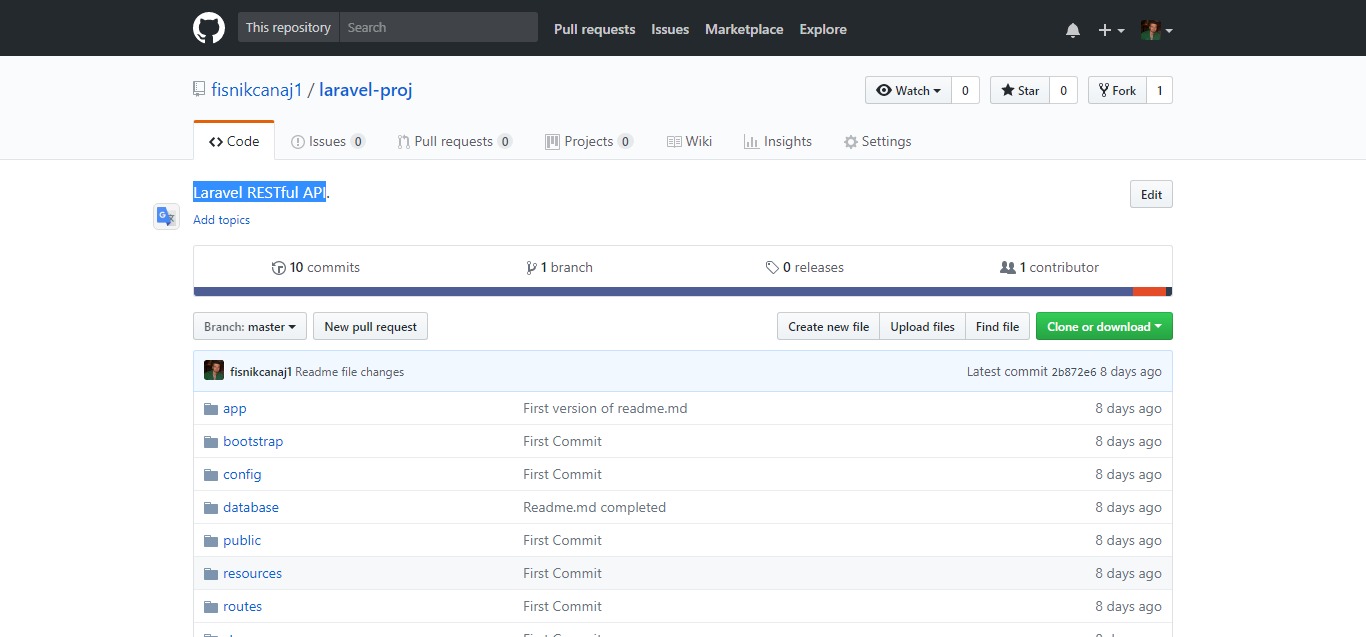 This repository Search Pull requests Issues Marketplace Explore
fisnikcanaj1 / laravel-proj Watch 0 Star 0 Fork 1
Code Issues 0 Pull requests 0 Projects 0 Wiki Insights Settings
Laravel RESTful API. Edit
Add topics
10 commits 1 branch 0 releases 1 contributor
Branch: master New pull request Create new file Upload files Find file Clone or download
fisnikcanaj1 Readme file changes Latest commit 2b872e6 8 days ago
app First version of readme.md 8 days ago
bootstrap First Commit 8 days ago
config First Commit 8 days ago
database Readme.md completed 8 days ago
public First Commit 8 days ago
resources First Commit 8 days ago
routes First Commit 8 days ago